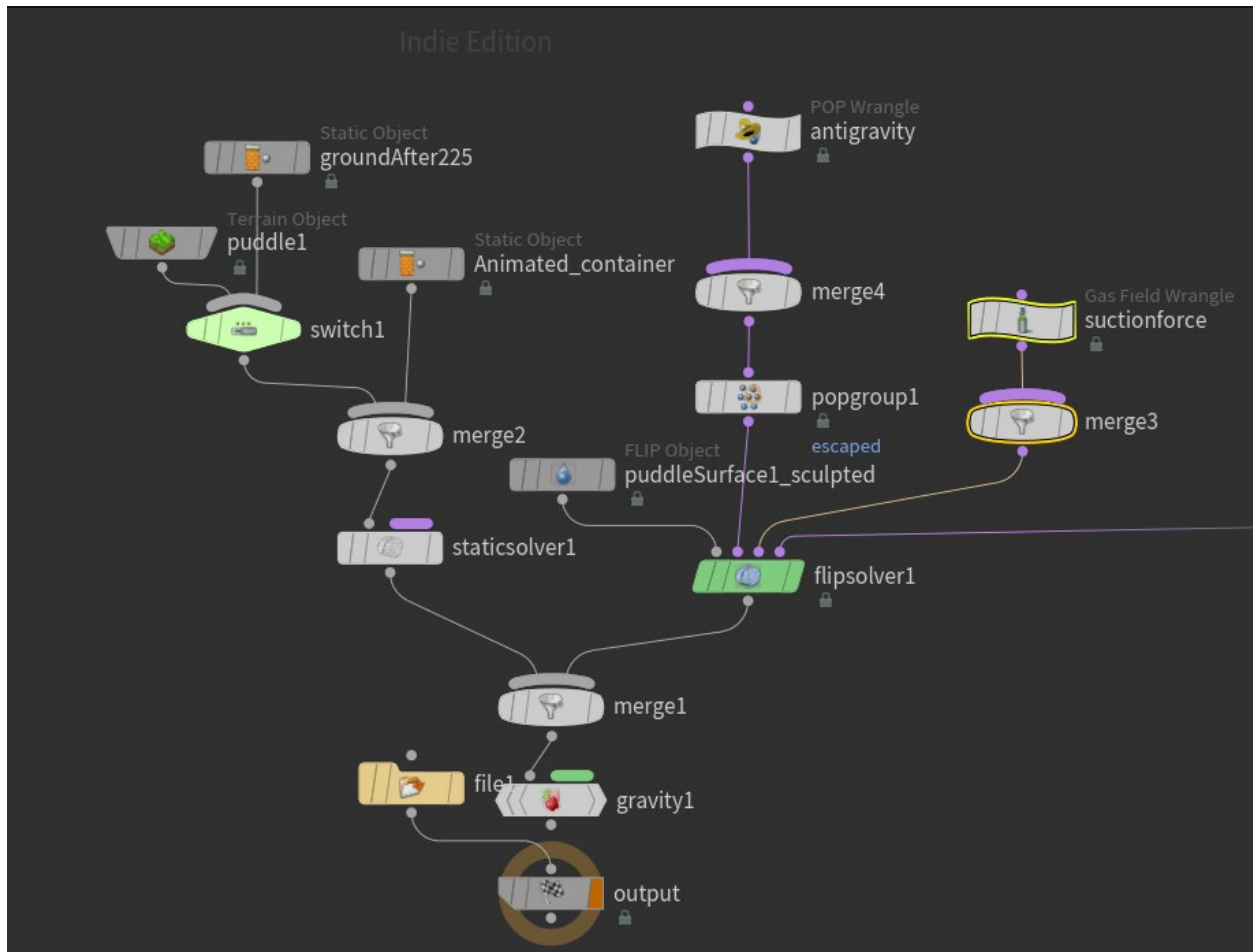 Indie Edition
POP Wrangle
antigravity
Static Object
groundAfter225
Terrain Object
puddle1
Static Object
Animated_container
merge4
Gas Field Wrangle
suctionforce
switch1
popgroup1
escaped
merge3
merge2
FLIP Object
puddleSurface1_sculpted
staticsolver1
flipsolver1
merge1
file1
gravity1
output